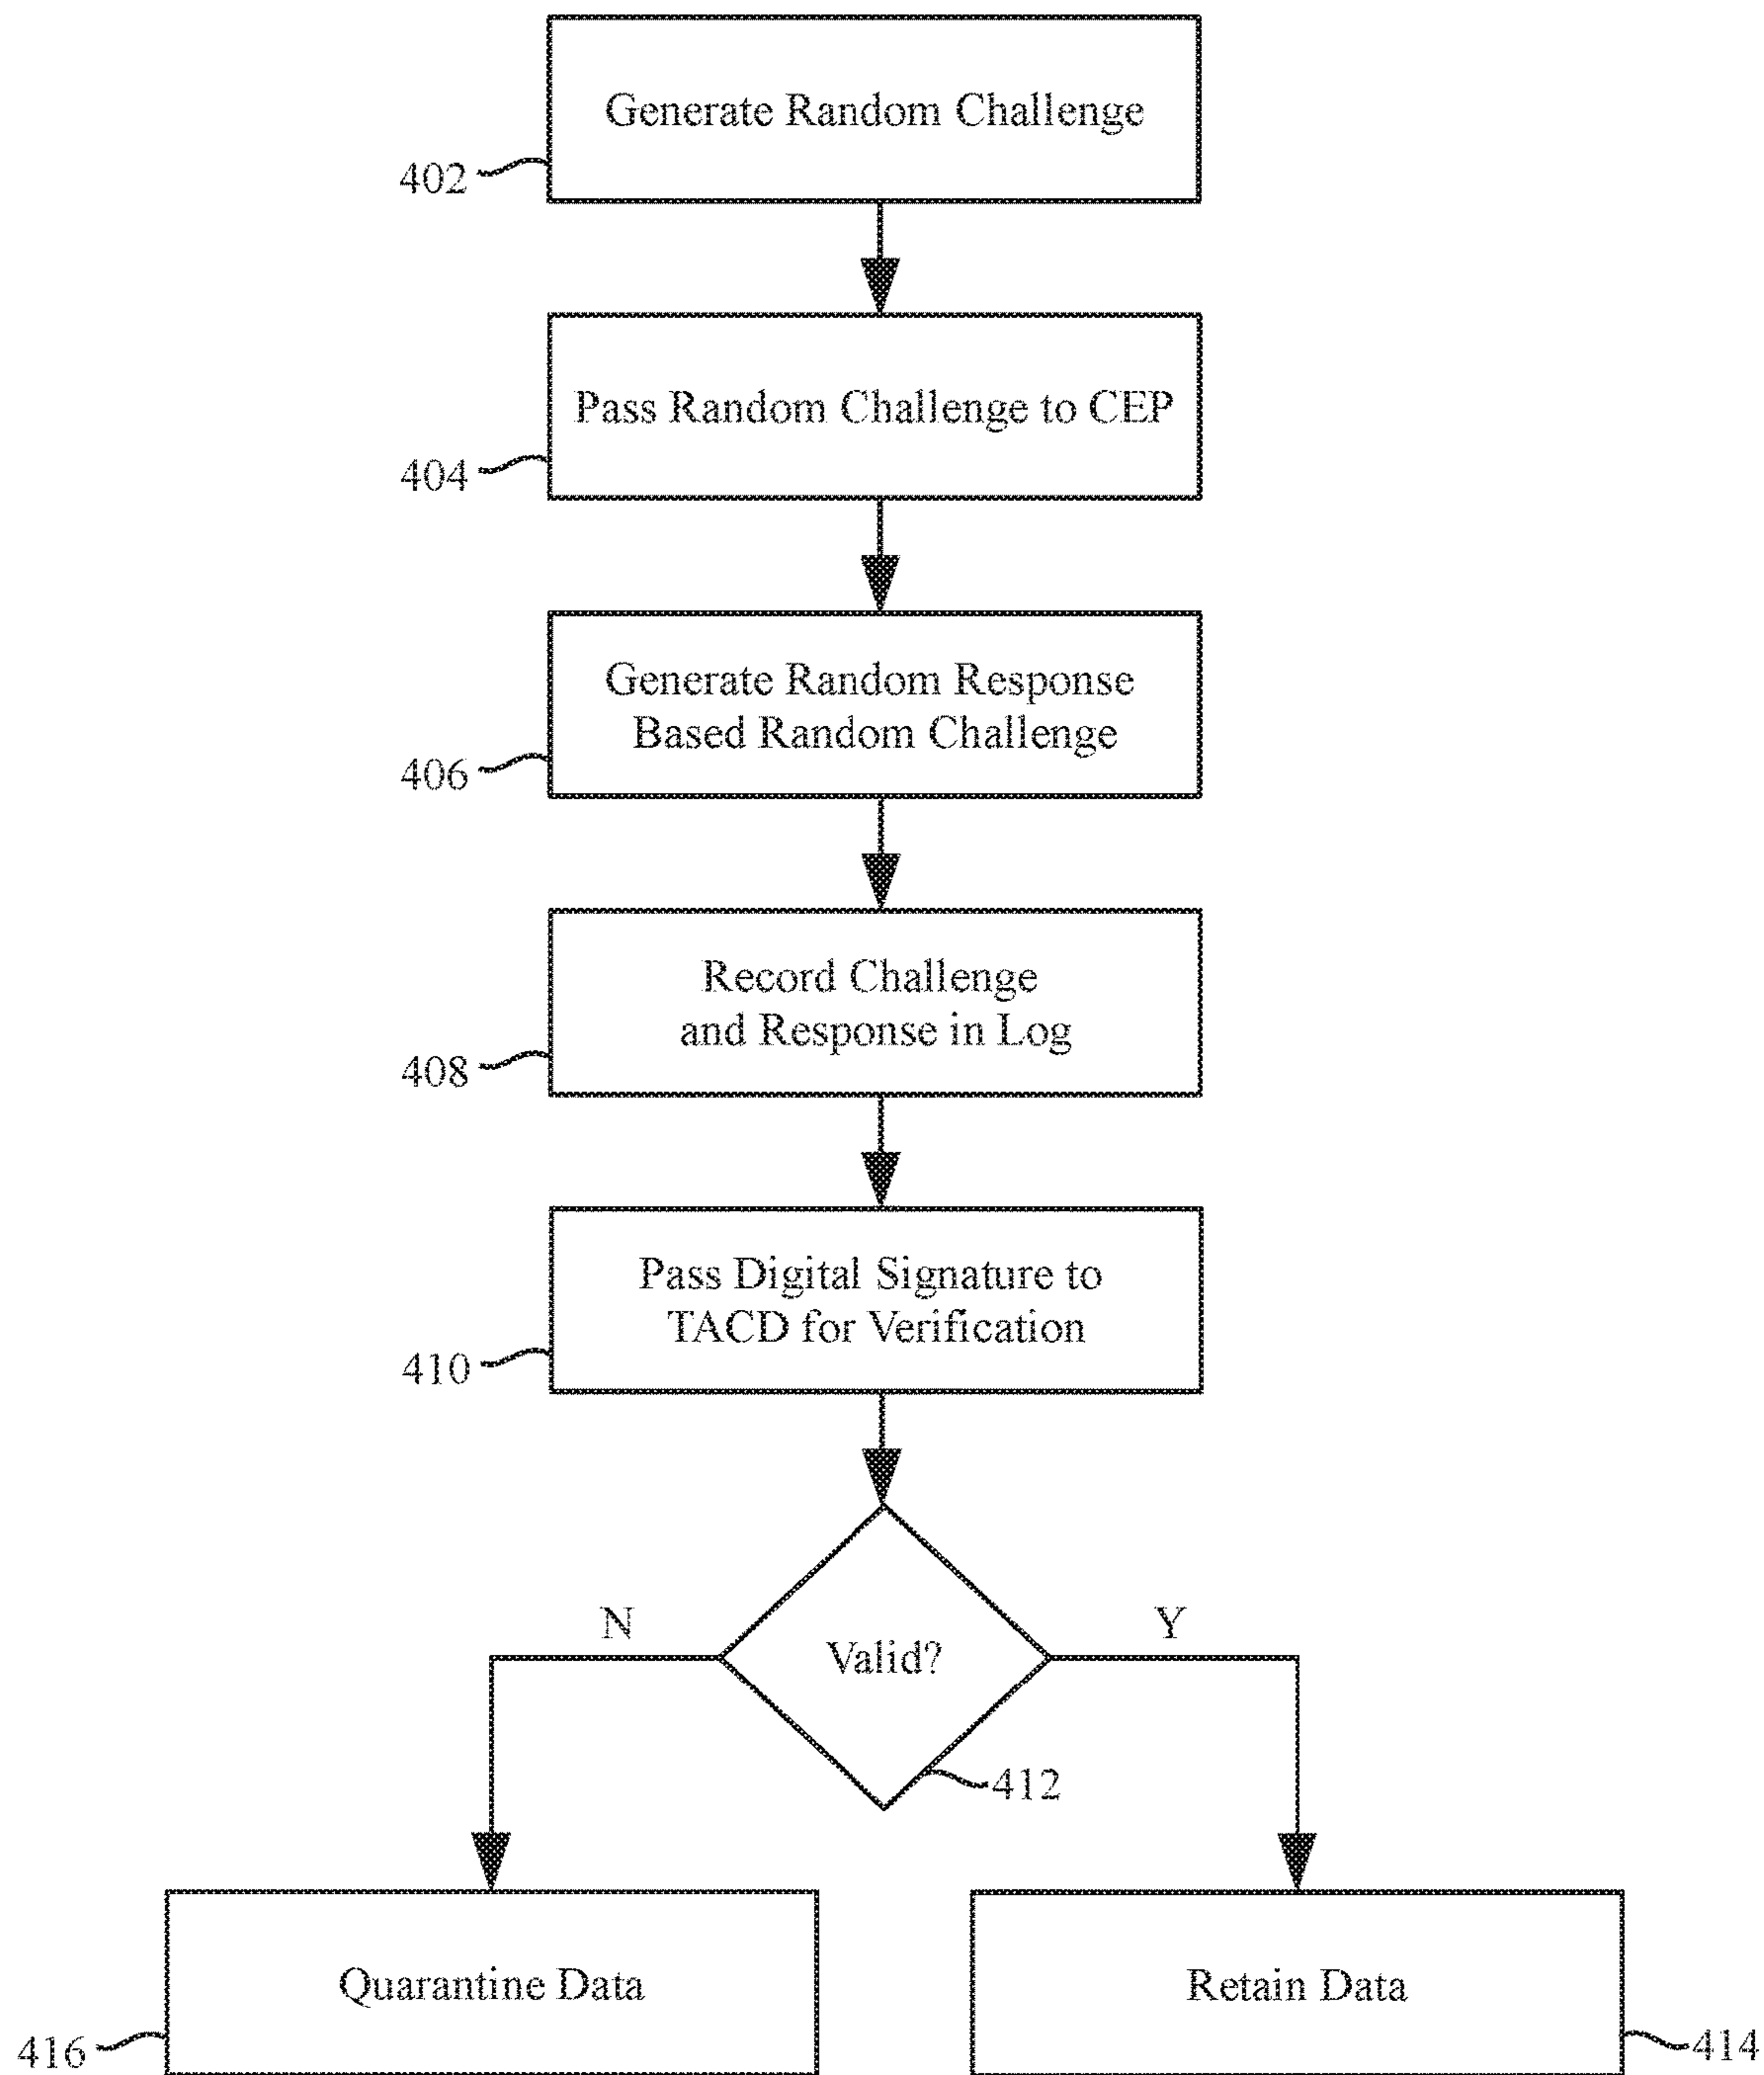 Generate Random Challenge
402
Pass Random Challenge to CEP
404
Generate Random Response
Based Random Challenge
406
Record Challenge
and Response in Log
408
Pass Digital Signature to
TACD for Verification
410
N
Y
Valid?
412
Quarantine Data
416
Retain Data
414